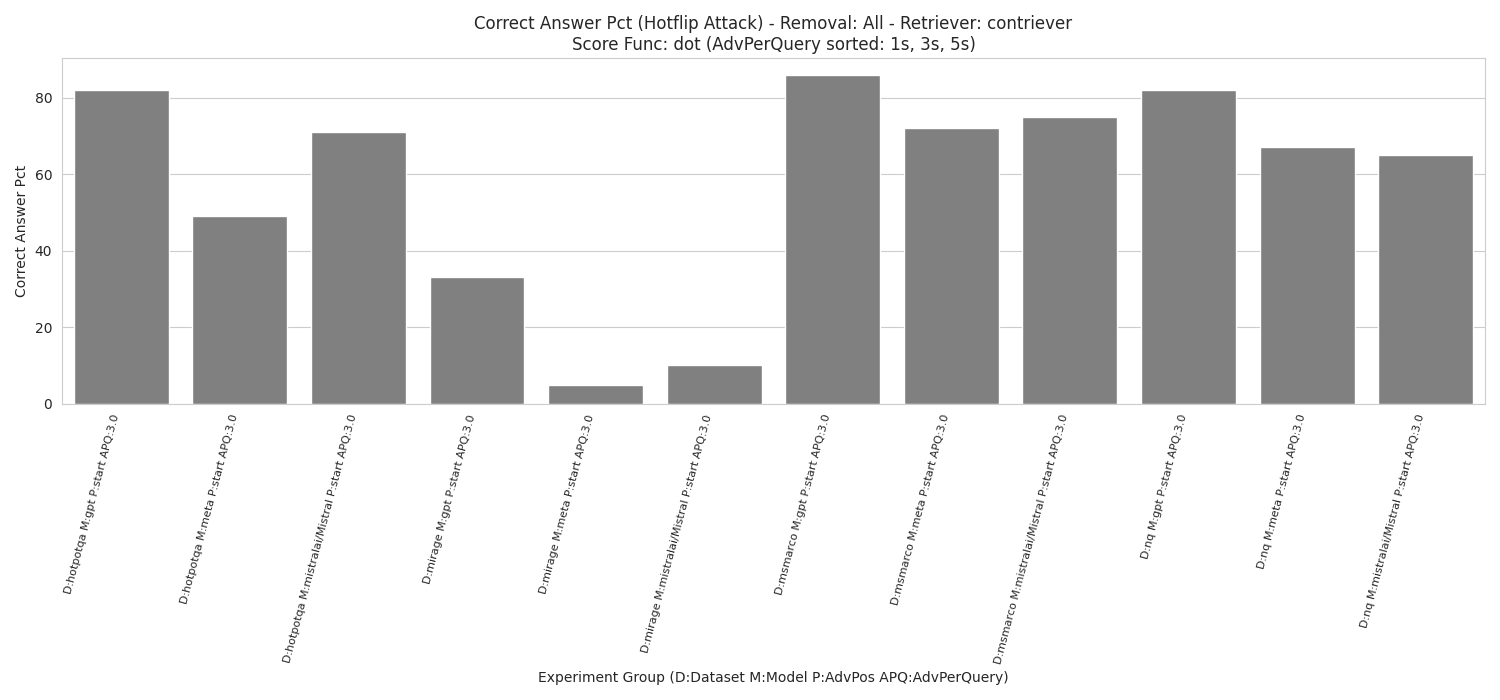 Correct Answer Pct (Hotflip Attack) - Removal: All - Retriever: contriever
Score Func: dot (AdvPerQuery sorted: 1s, 3s, 5s)
Correct Answer Pct
80
60
40
20
0
D:hotpotqa M:gpt P:start APQ:3.0
D:hotpotqa M:meta P:start APQ:3.0
D:hotpotqa M:mistralai/Mistral P:start APQ:3.0
D:mirage M:gpt P:start APQ:3.0
D:mirage M:meta P:start APQ:3.0
D:mirage M:mistralai/Mistral P:start APQ:3.0
D:msmarco M:gpt P:start APQ:3.0
D:msmarco M:meta P:start APQ:3.0
D:msmarco M:mistralai/Mistral P:start APQ:3.0
D:nq M:gpt P:start APQ:3.0
D:nq M:meta P:start APQ:3.0
D:nq M:mistralai/Mistral P:start APQ:3.0
Experiment Group (D:Dataset M:Model P:AdvPos APQ:AdvPerQuery)